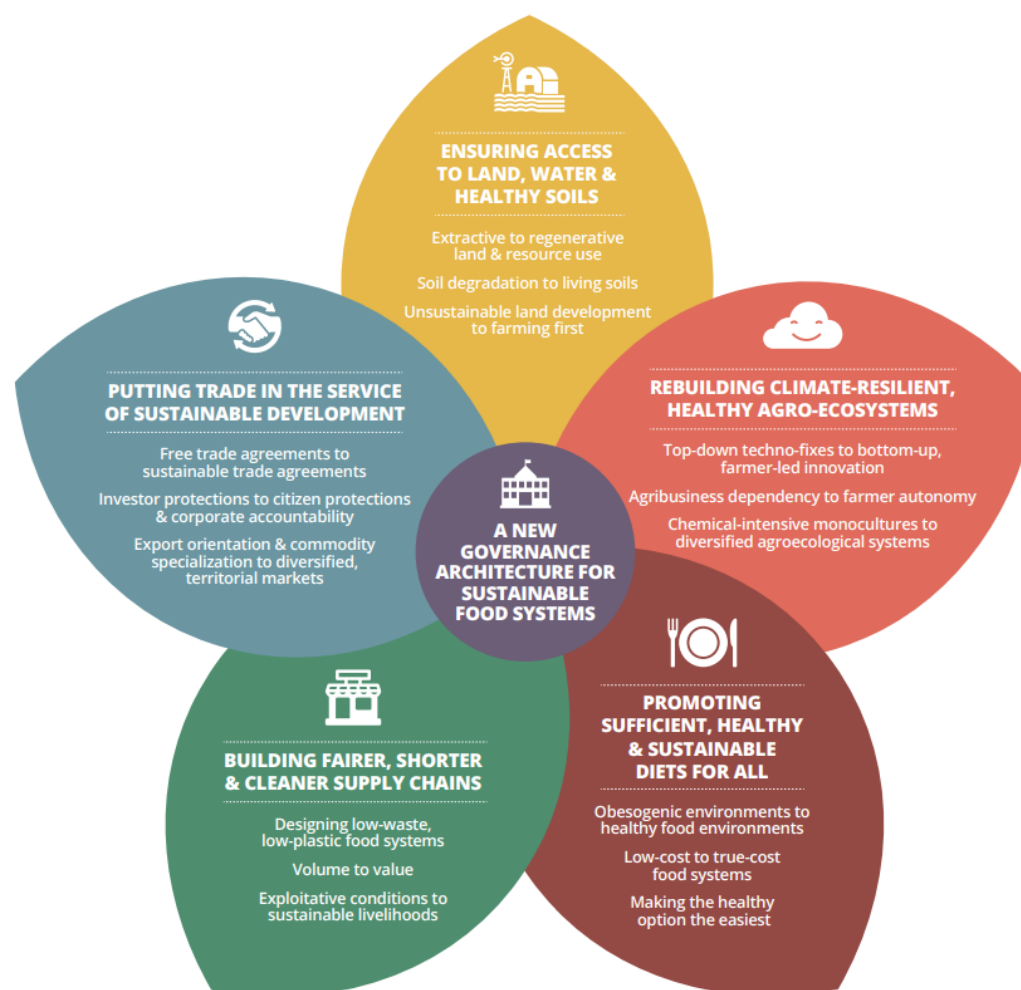 ENSURING ACCESS
TO LAND, WATER &
HEALTHY SOILS
Extractive to regenerative
land & resource use
Soil degradation to living soils
Unsustainable land development
to farming first
PUTTING TRADE IN THE SERVICE
OF SUSTAINABLE DEVELOPMENT
Free trade agreements to
sustainable trade agreements
Investor protections to citizen protections
& corporate accountability
Export orientation & commodity
specialization to diversified,
territorial markets
REBUILDING CLIMATE-RESILIENT,
HEALTHY AGRO-ECOSYSTEMS
Top-down techno-fixes to bottom-up,
farmer-led innovation
Agribusiness dependency to farmer autonomy
Chemical-intensive monocultures to
diversified agroecological systems
A NEW
GOVERNANCE
ARCHITECTURE FOR
SUSTAINABLE
FOOD SYSTEMS
BUILDING FAIRER, SHORTER
& CLEANER SUPPLY CHAINS
Designing low-waste,
low-plastic food systems
Volume to value
Exploitative conditions to
sustainable livelihoods
PROMOTING
SUFFICIENT, HEALTHY
& SUSTAINABLE
DIETS FOR ALL
Obesogenic environments to
healthy food environments
Low-cost to true-cost
food systems
Making the healthy
option the easiest